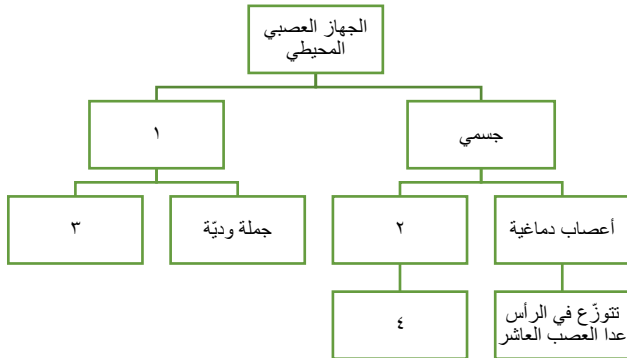 الجهاز العصبي
المحيطي
جسمي
١
أعصاب دماغية
٢
جملة وديّة
٣
تتوزّع في الرأس
عدا العصب العاشر
٤